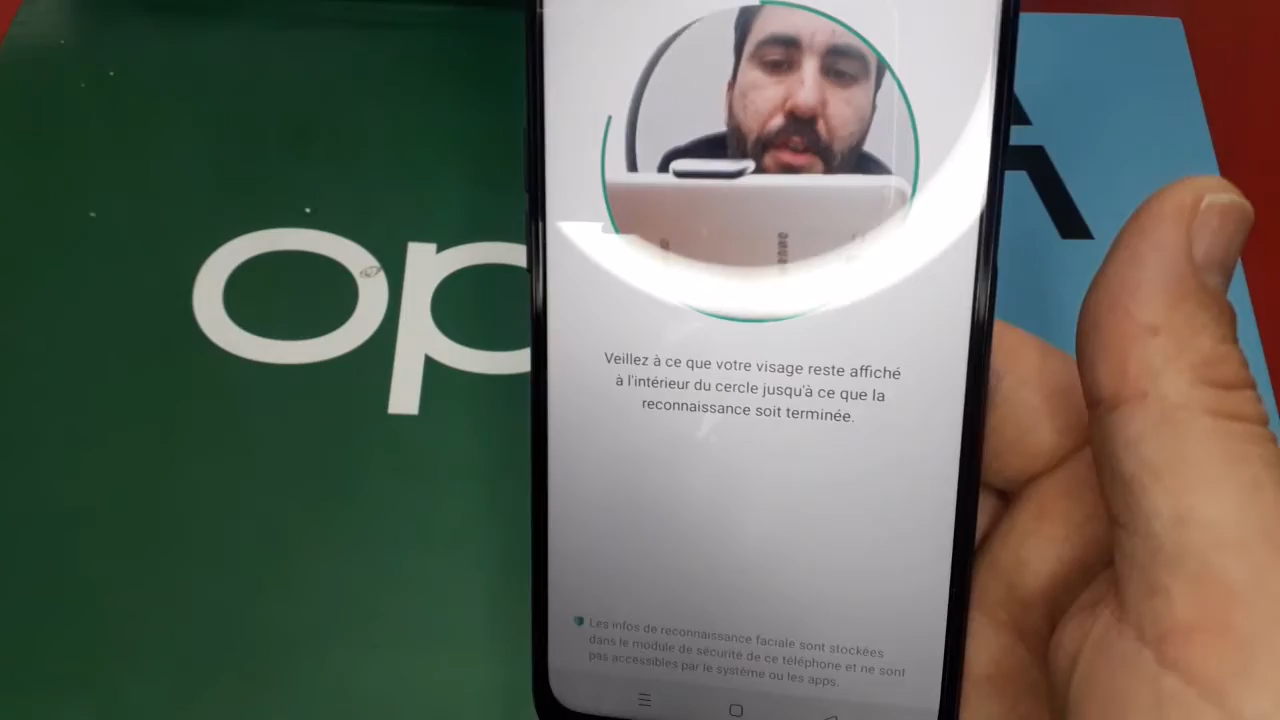 op
Veillez à ce que votre visage reste affiché
à l'intérieur du cercle jusqu'à ce que la
reconnaissance soit terminée.
Les infos de reconnaissance faciale sont stockées
dans le module de sécurité de ce téléphone et ne sont
pas accessibles par le système ou les apps.